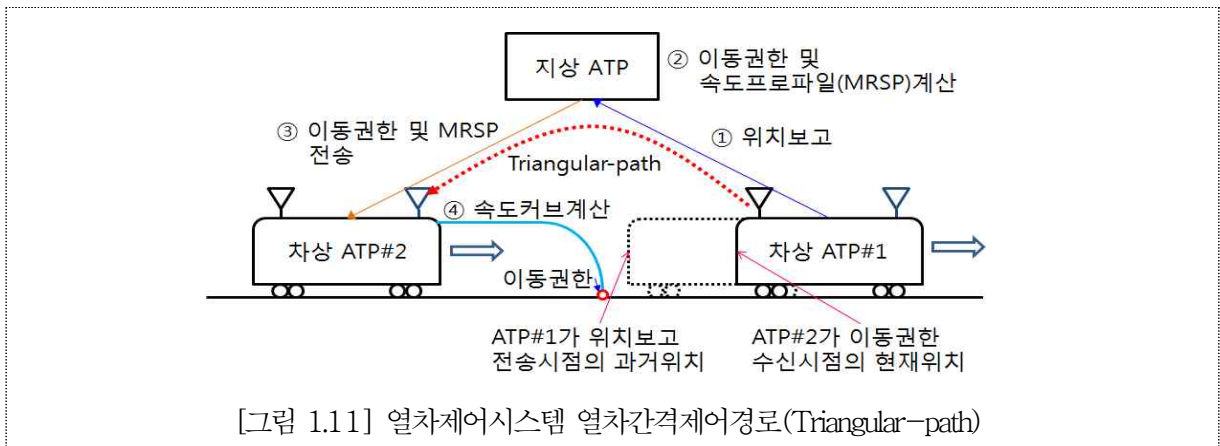 지상 ATP
② 이동권한 및
속도프로파일(MRSP)계산
③ 이동권한 및 MRSP
전송
① 위치보고
Triangular-path
④ 속도커브계산
차상 ATP#2
차상 ATP#1
이동권한
ATP#1가 위치보고
전송시점의 과거위치
ATP#2가 이동권한
수신시점의 현재위치
[그림 1.11] 열차제어시스템 열차간격제어경로(Triangular-path)